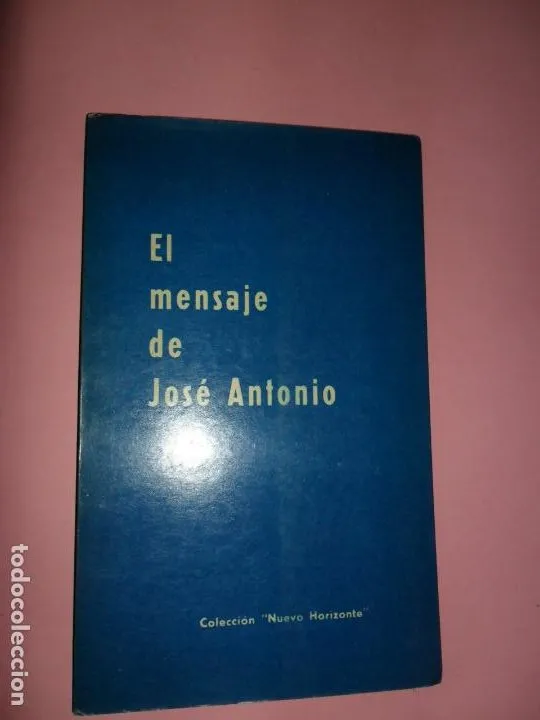 El
mensaje
de
José Antonio
Colección "Nuevo Horizonte"
todocoleccion